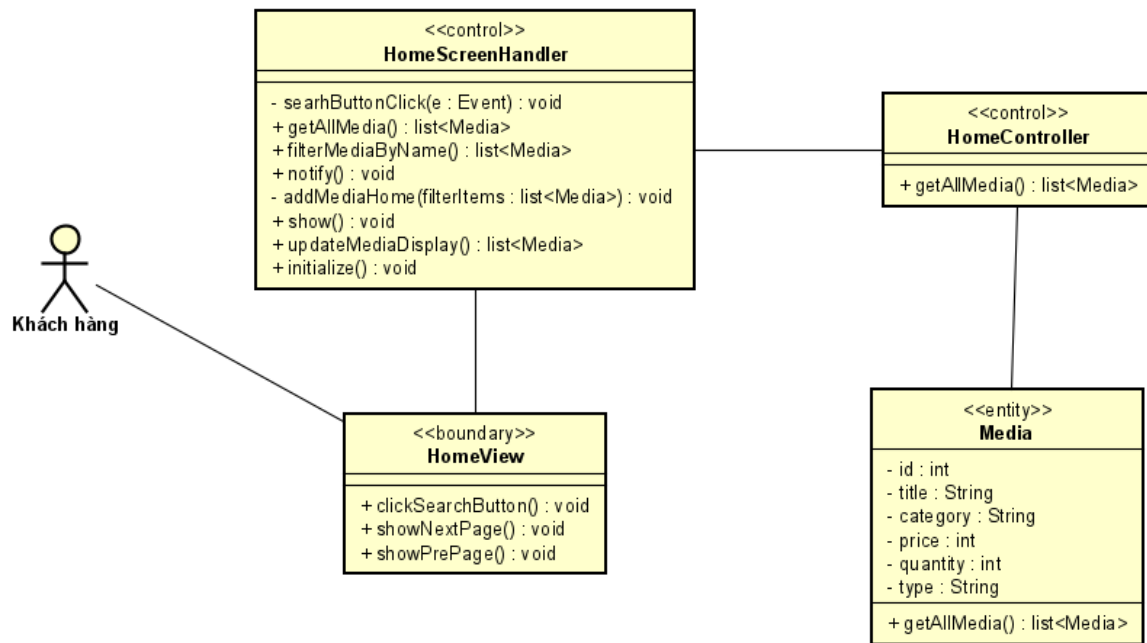 <<control>>
HomeScreenHandler
- searhButtonClick(e : Event) : void
+ getAllMedia() : list<Media>
+ filterMediaByName() : list<Media>
+ notify() : void
- addMediaHome(filterItems : list<Media>) : void
+ show() : void
+ updateMediaDisplay() : list<Media>
+ initialize() : void
<<control>>
HomeController
+ getAllMedia() : list<Media>
Khách hàng
<<boundary>>
HomeView
+ clickSearchButton() : void
+ showNextPage() : void
+ showPrePage() : void
<<entity>>
Media
- id : int
- title : String
- category : String
- price : int
- quantity : int
- type : String
+ getAllMedia() : list<Media>